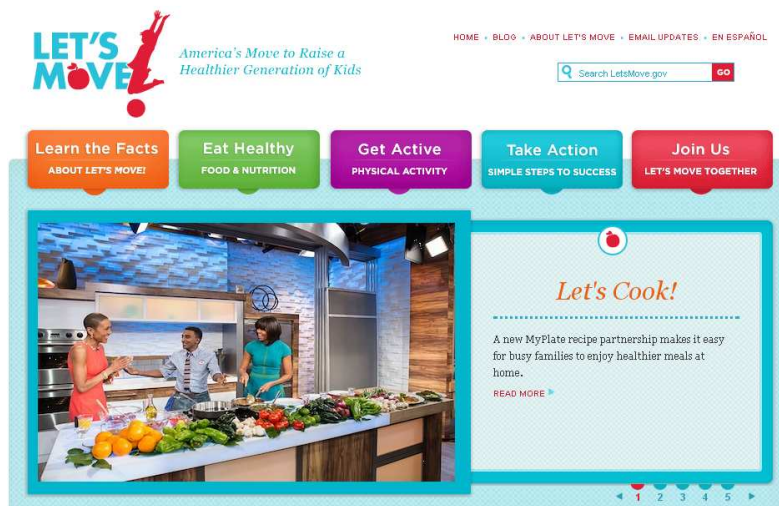 LET'S
MOVE
America's Move to Raise a
Healthier Generation of Kids
HOME • BLOG • ABOUT LET'S MOVE • EMAIL UPDATES • EN ESPAÑOL
Search LetsMove.gov GO
Learn the Facts
ABOUT LET'S MOVE!
Eat Healthy
FOOD & NUTRITION
Get Active
PHYSICAL ACTIVITY
Take Action
SIMPLE STEPS TO SUCCESS
Join Us
LET'S MOVE TOGETHER
Let's Cook!
A new MyPlate recipe partnership makes it easy
for busy families to enjoy healthier meals at
home.
READ MORE
1 2 3 4 5